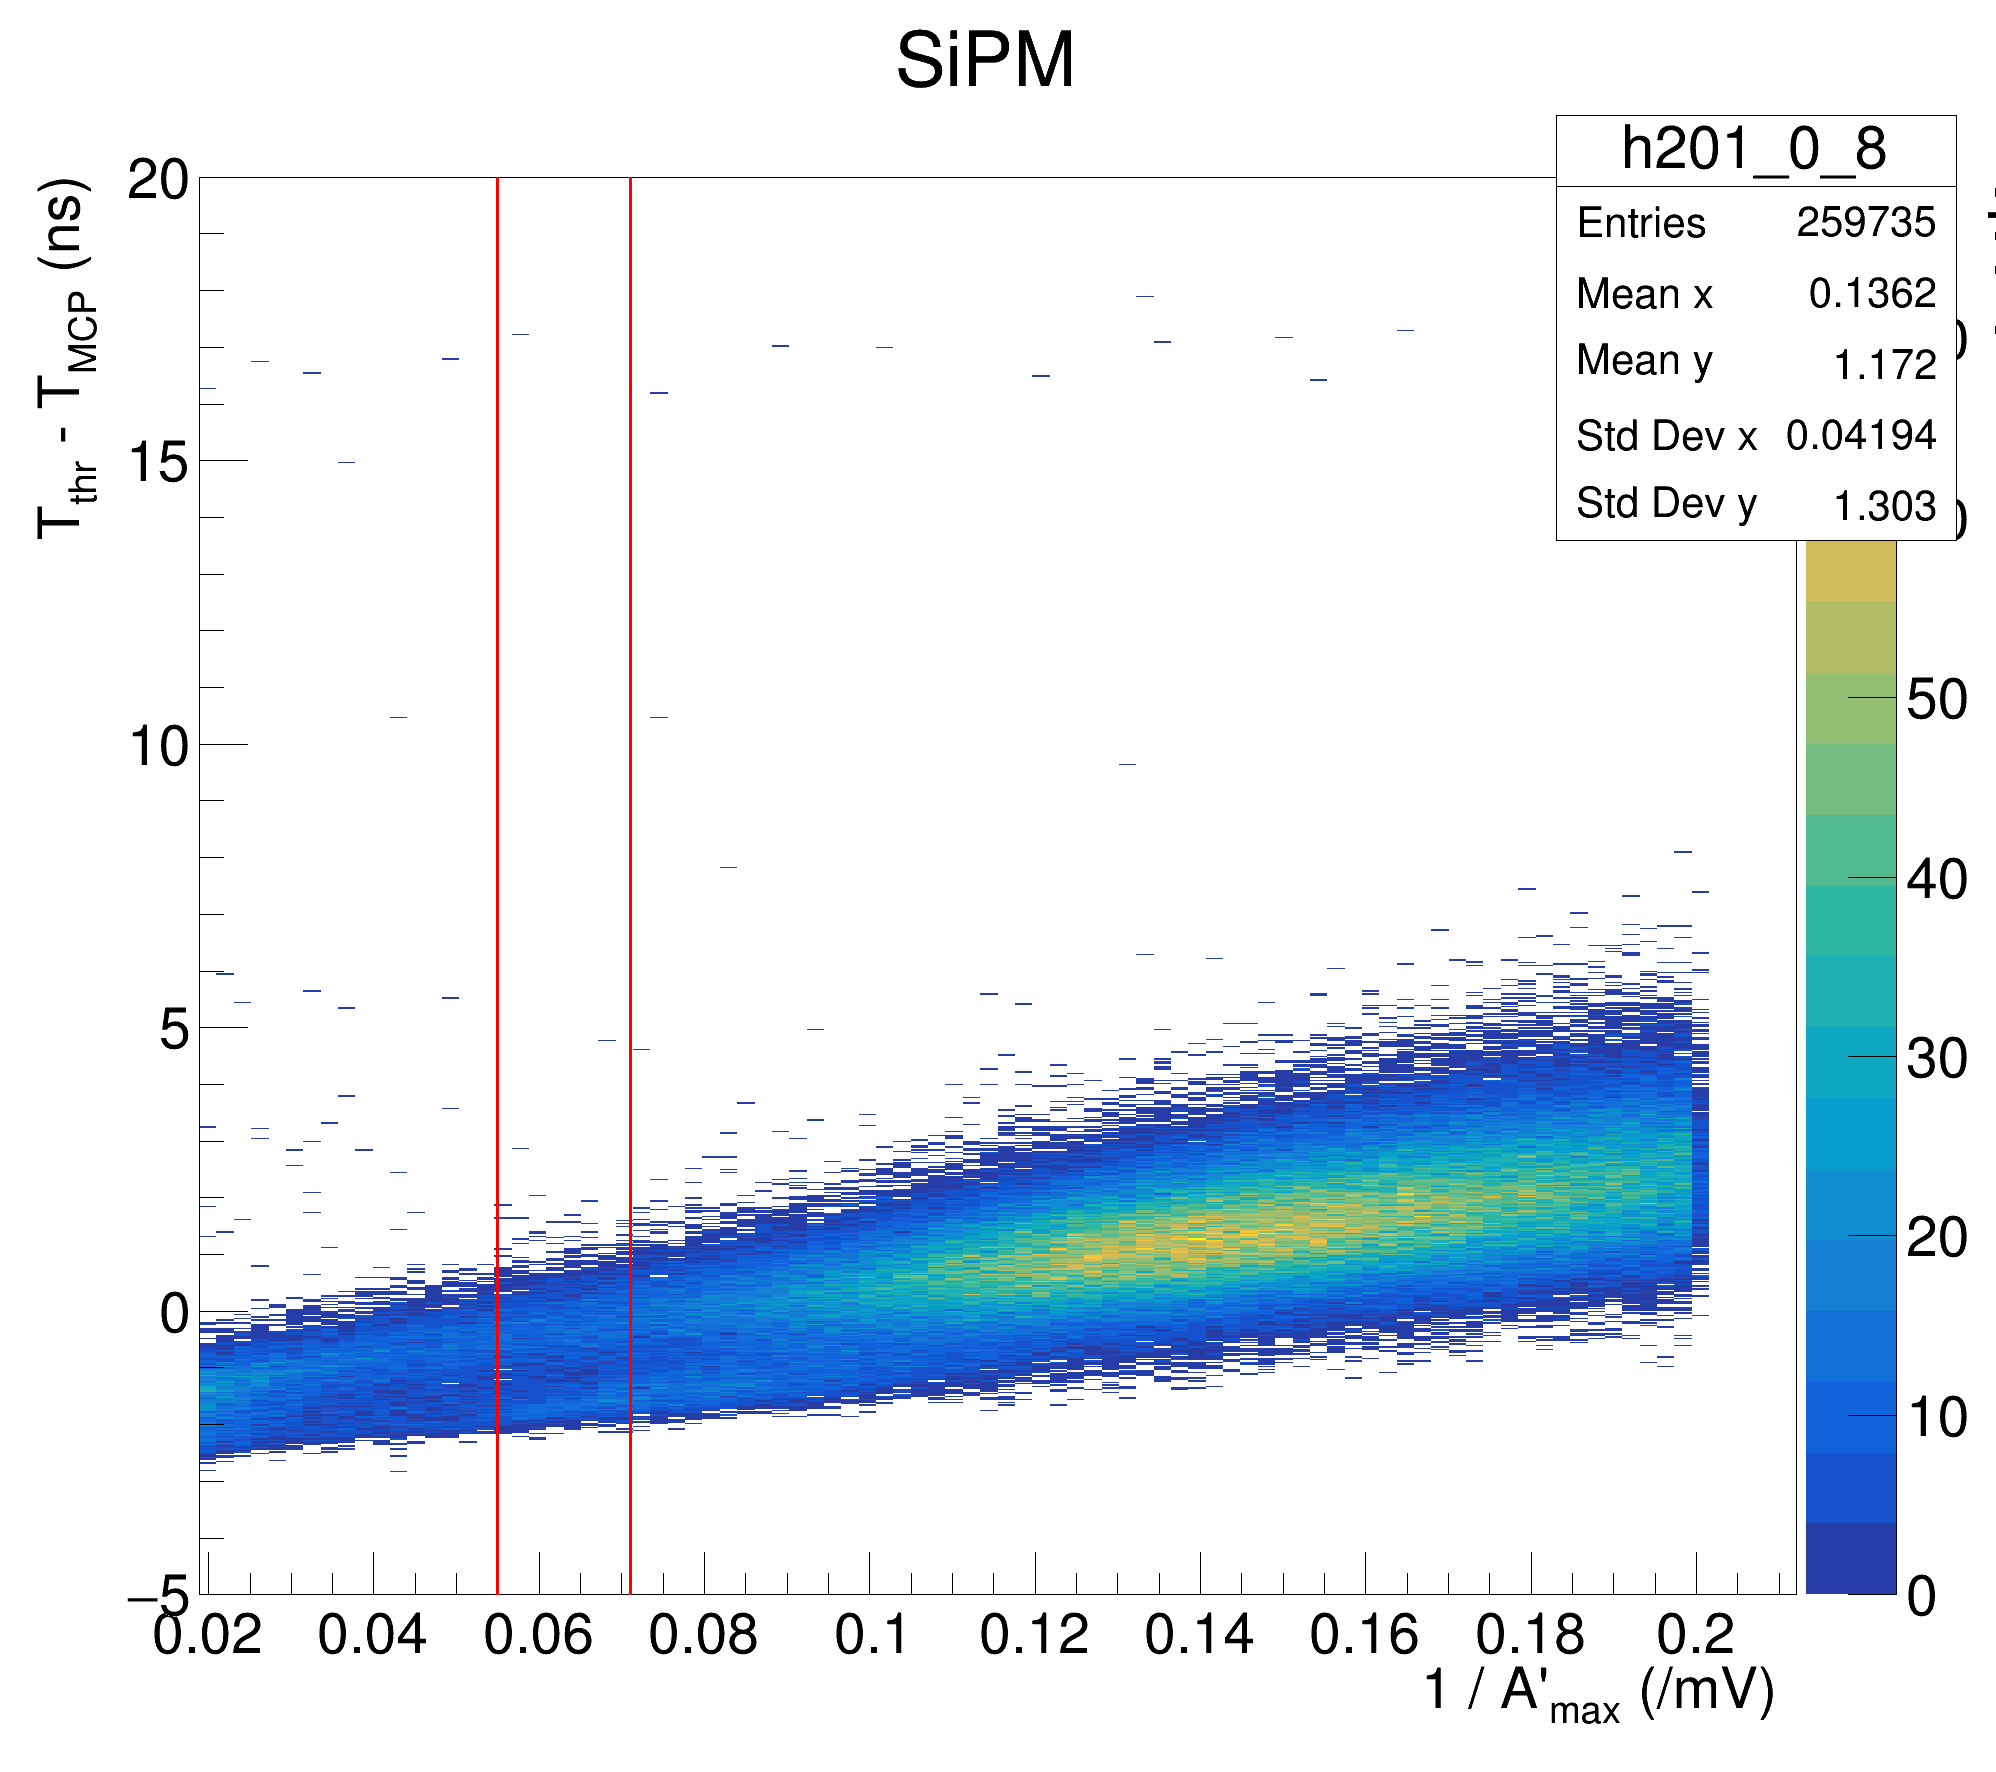 SiPM
h201_0_8
Entries 259735
Mean x 0.1362
Mean y 1.172
Std Dev x 0.04194
Std Dev y 1.303
T_thr - T_MCP (ns)
20
15
10
5
0
−5
0.02 0.04 0.06 0.08 0.1 0.12 0.14 0.16 0.18 0.2
1 / A'_max (/mV)
50
40
30
20
10
0